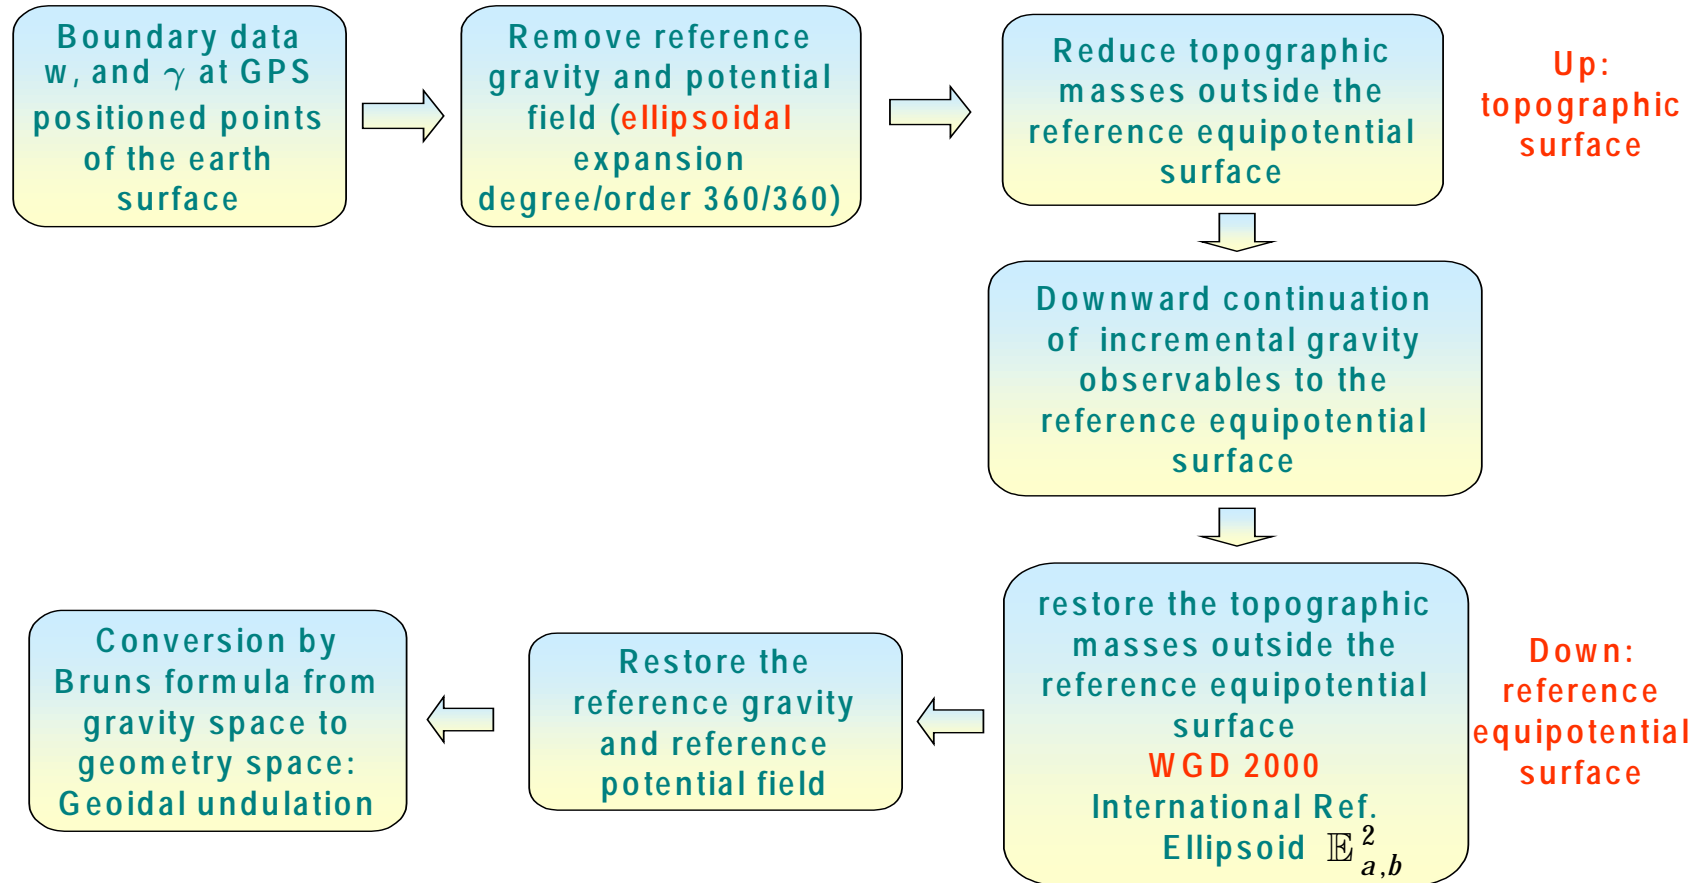 Boundary data
w, and γ at GPS
positioned points
of the earth
surface
Remove reference
gravity and potential
field (ellipsoidal
expansion
degree/order 360/360)
Reduce topographic
masses outside the
reference equipotential
surface
Up:
topographic
surface
Downward continuation
of incremental gravity
observables to the
reference equipotential
surface
restore the topographic
masses outside the
reference equipotential
surface
WGD 2000
International Ref.
Ellipsoid 𝔼²a,b
Down:
reference
equipotential
surface
Restore the
reference gravity
and reference
potential field
Conversion by
Bruns formula from
gravity space to
geometry space:
Geoidal undulation